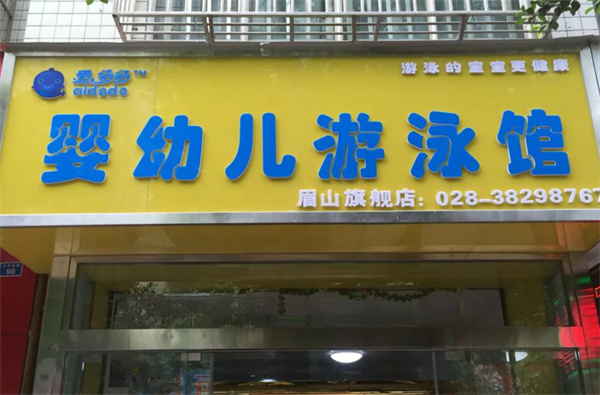 爱多多™
aidodo
游泳的宝宝更健康
婴幼儿游泳馆
眉山旗舰店：028-38298767
98